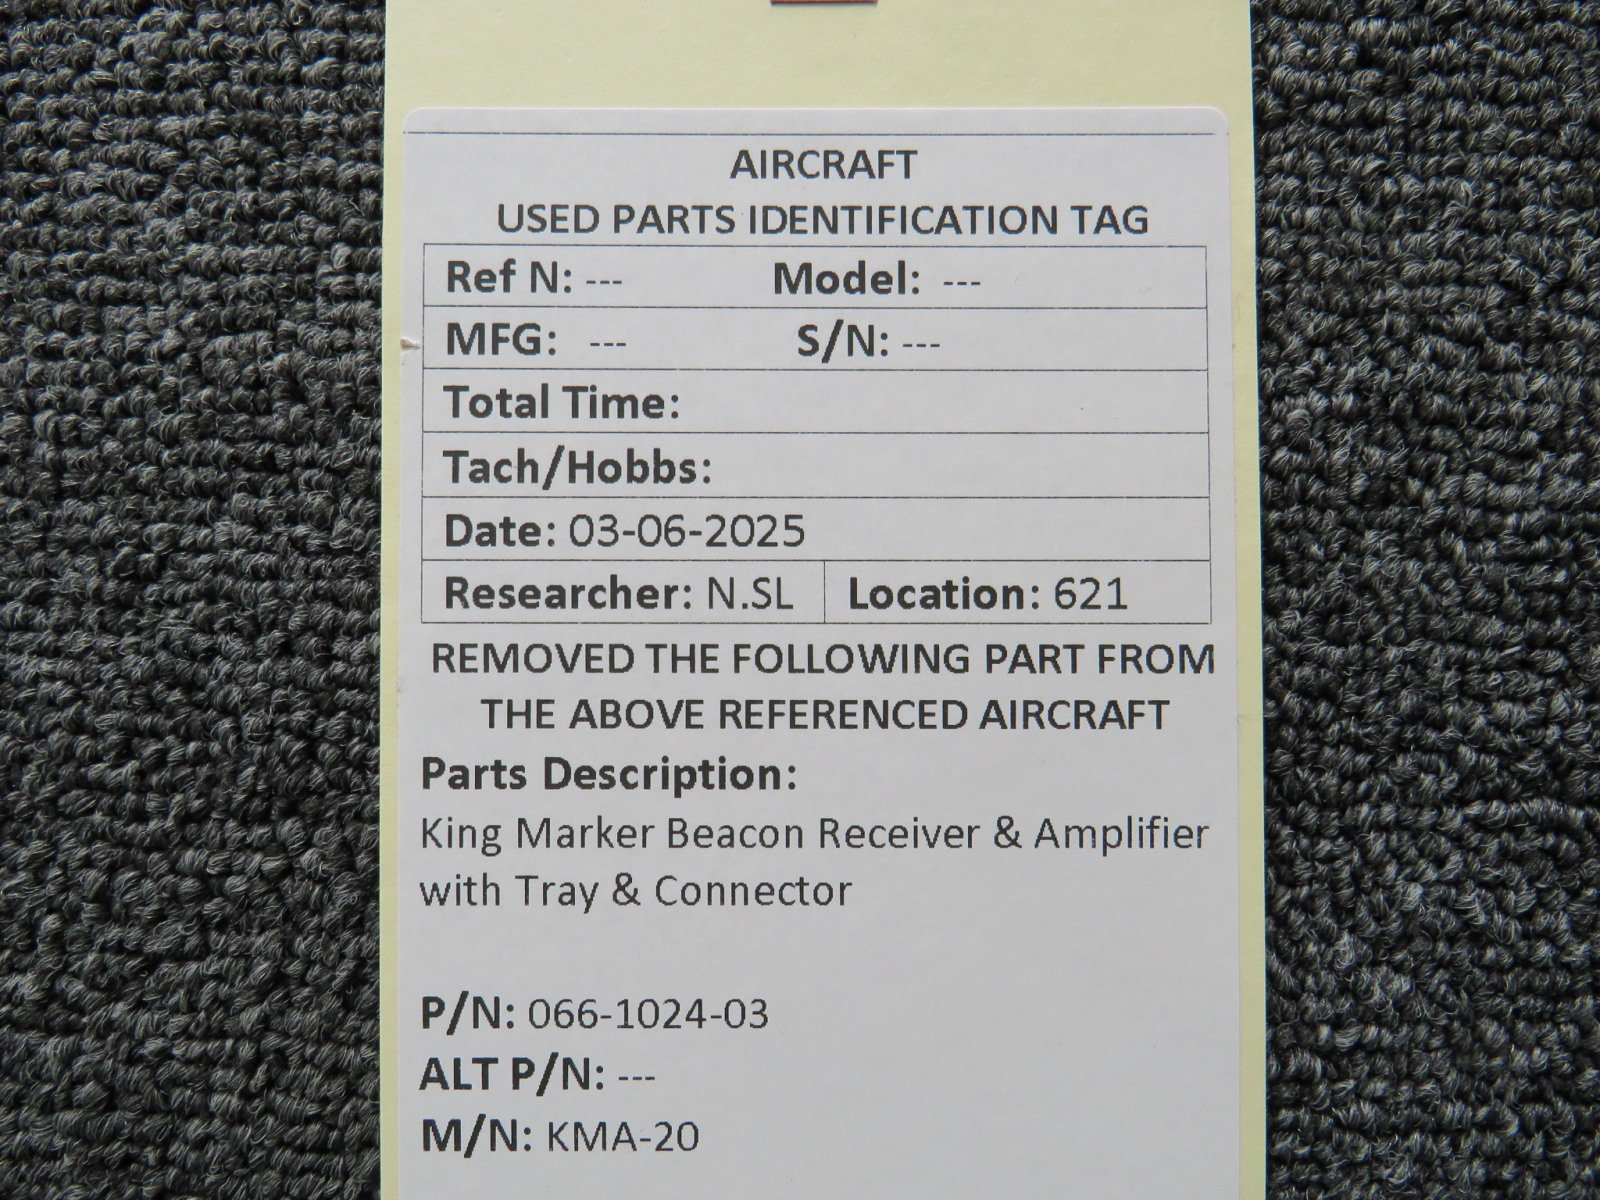 AIRCRAFT
USED PARTS IDENTIFICATION TAG
Ref N: --- Model: ---
MFG: --- S/N: ---
Total Time:
Tach/Hobbs:
Date: 03-06-2025
Researcher: N.SL Location: 621
REMOVED THE FOLLOWING PART FROM
THE ABOVE REFERENCED AIRCRAFT
Parts Description:
King Marker Beacon Receiver & Amplifier
with Tray & Connector
P/N: 066-1024-03
ALT P/N: ---
M/N: KMA-20